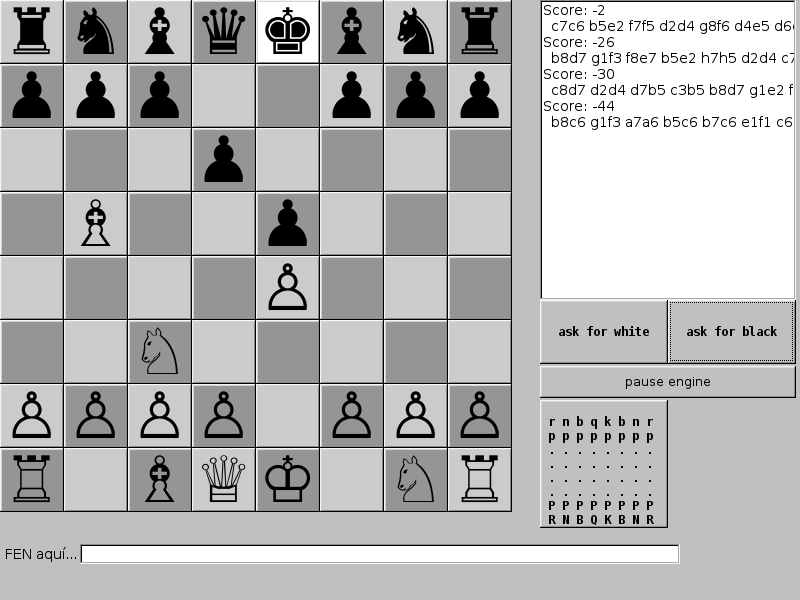 Score: -2
c7c6 b5e2 f7f5 d2d4 g8f6 d4e5
Score: -26
b8d7 g1f3 f8e7 b5e2 h7h5 d2d4
Score: -30
c8d7 d2d4 d7b5 c3b5 b8d7 g1e2
Score: -44
b8c6 g1f3 a7a6 b5c6 b7c6 e1f1 c6
ask for white
ask for black
pause engine
r n b q k b n r
p p p p p p p p
. . . . . . . .
. . . . . . . .
. . . . . . . .
. . . . . . . .
P P P P P P P P
R N B Q K B N R
FEN aquí...